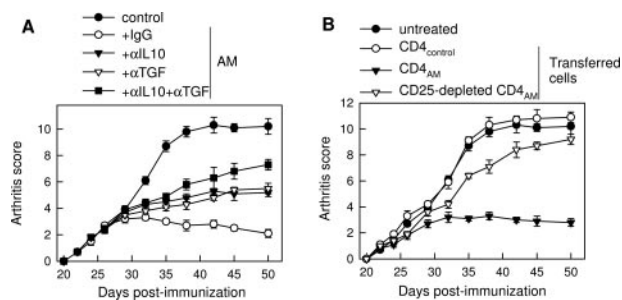 A
control
+IgG
+αIL10
+αTGF
+αIL10+αTGF
AM
Arthritis score
10
8
6
4
2
0
20 25 30 35 40 45 50
Days post-immunization
B
untreated
CD4control
CD4AM
CD25-depleted CD4AM
Transferred
cells
Arthritis score
12
10
8
6
4
2
0
20 25 30 35 40 45 50
Days post-immunization